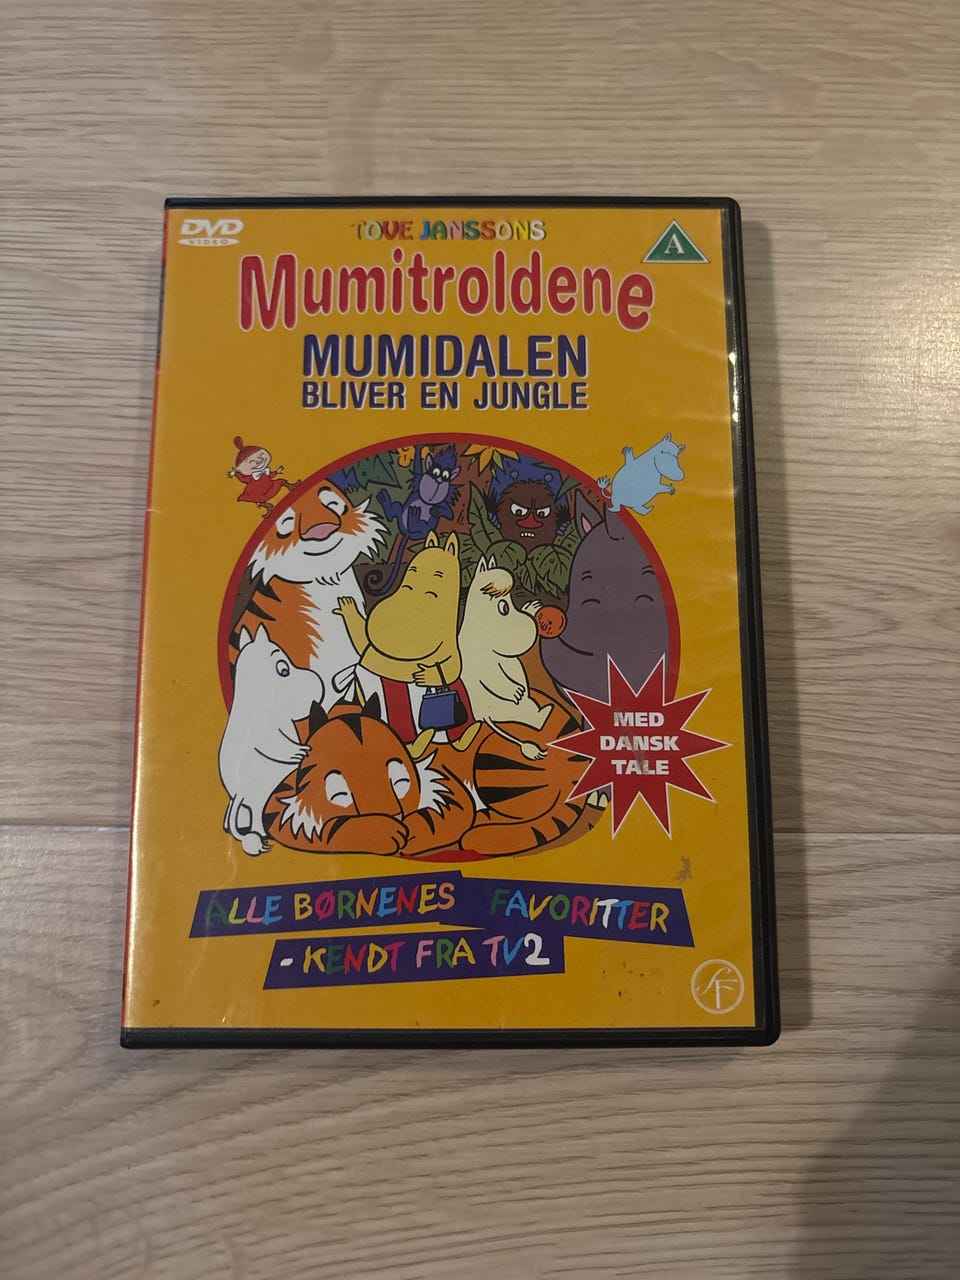 DVD
VIDEO
TOVE JANSSONS
A
Mumitroldene
MUMIDALEN
BLIVER EN JUNGLE
MED
DANSK
TALE
ALLE BØRNENES FAVORITTER
- KENDT FRA TV2
SF